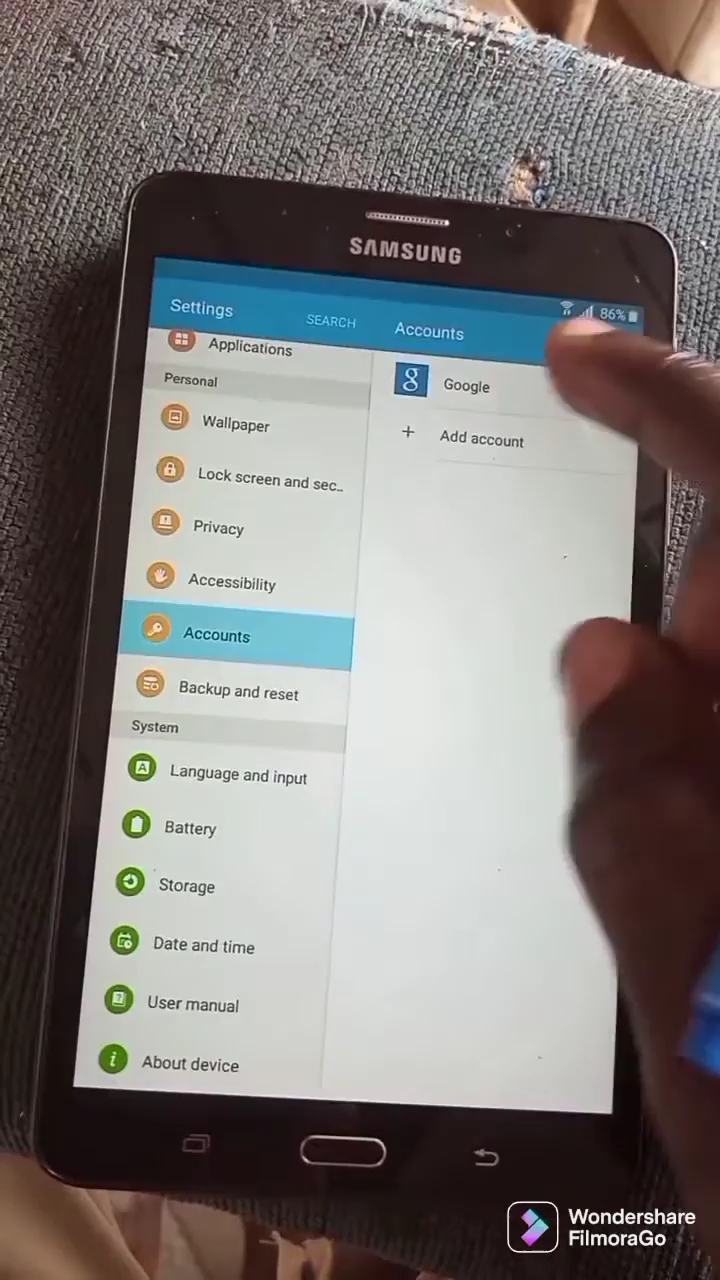 SAMSUNG
86%
Settings
SEARCH
Accounts
Applications
Personal
Wallpaper
Lock screen and sec..
Privacy
Accessibility
Accounts
Backup and reset
System
Language and input
Battery
Storage
Date and time
User manual
About device
Google
Add account
Wondershare
FilmoraGo